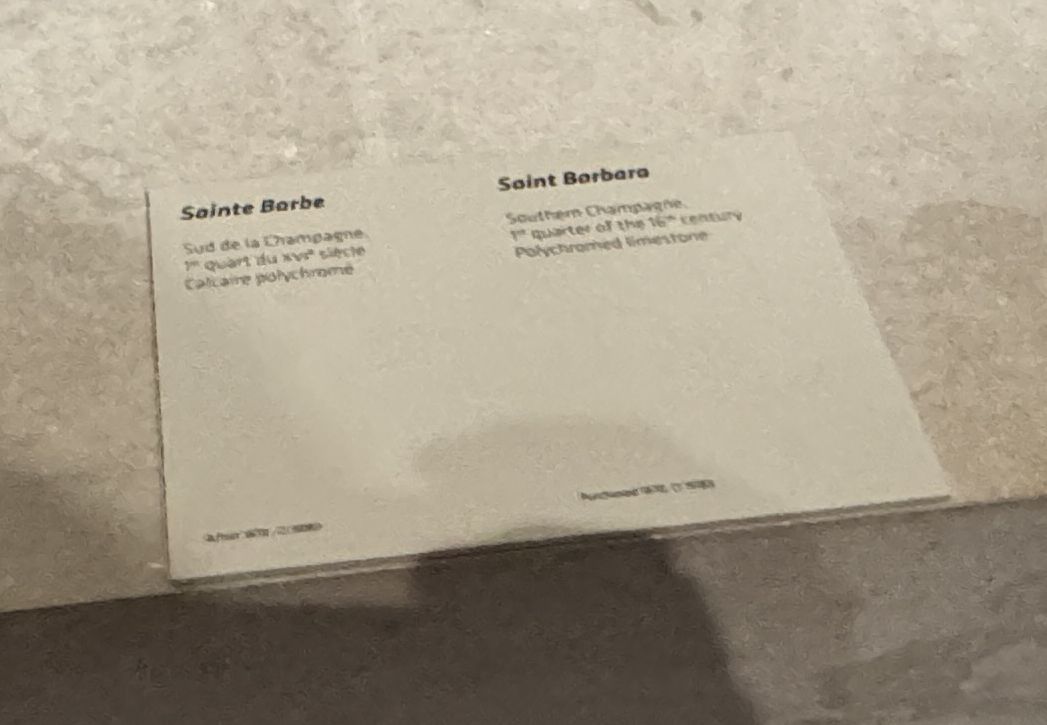 Sainte Barbe
Sud de la Champagne
1er quart du XVIe siècle
Calcaire polychromé
Saint Barbara
Southern Champagne,
1st quarter of the 16th century
Polychromed limestone
Purchased